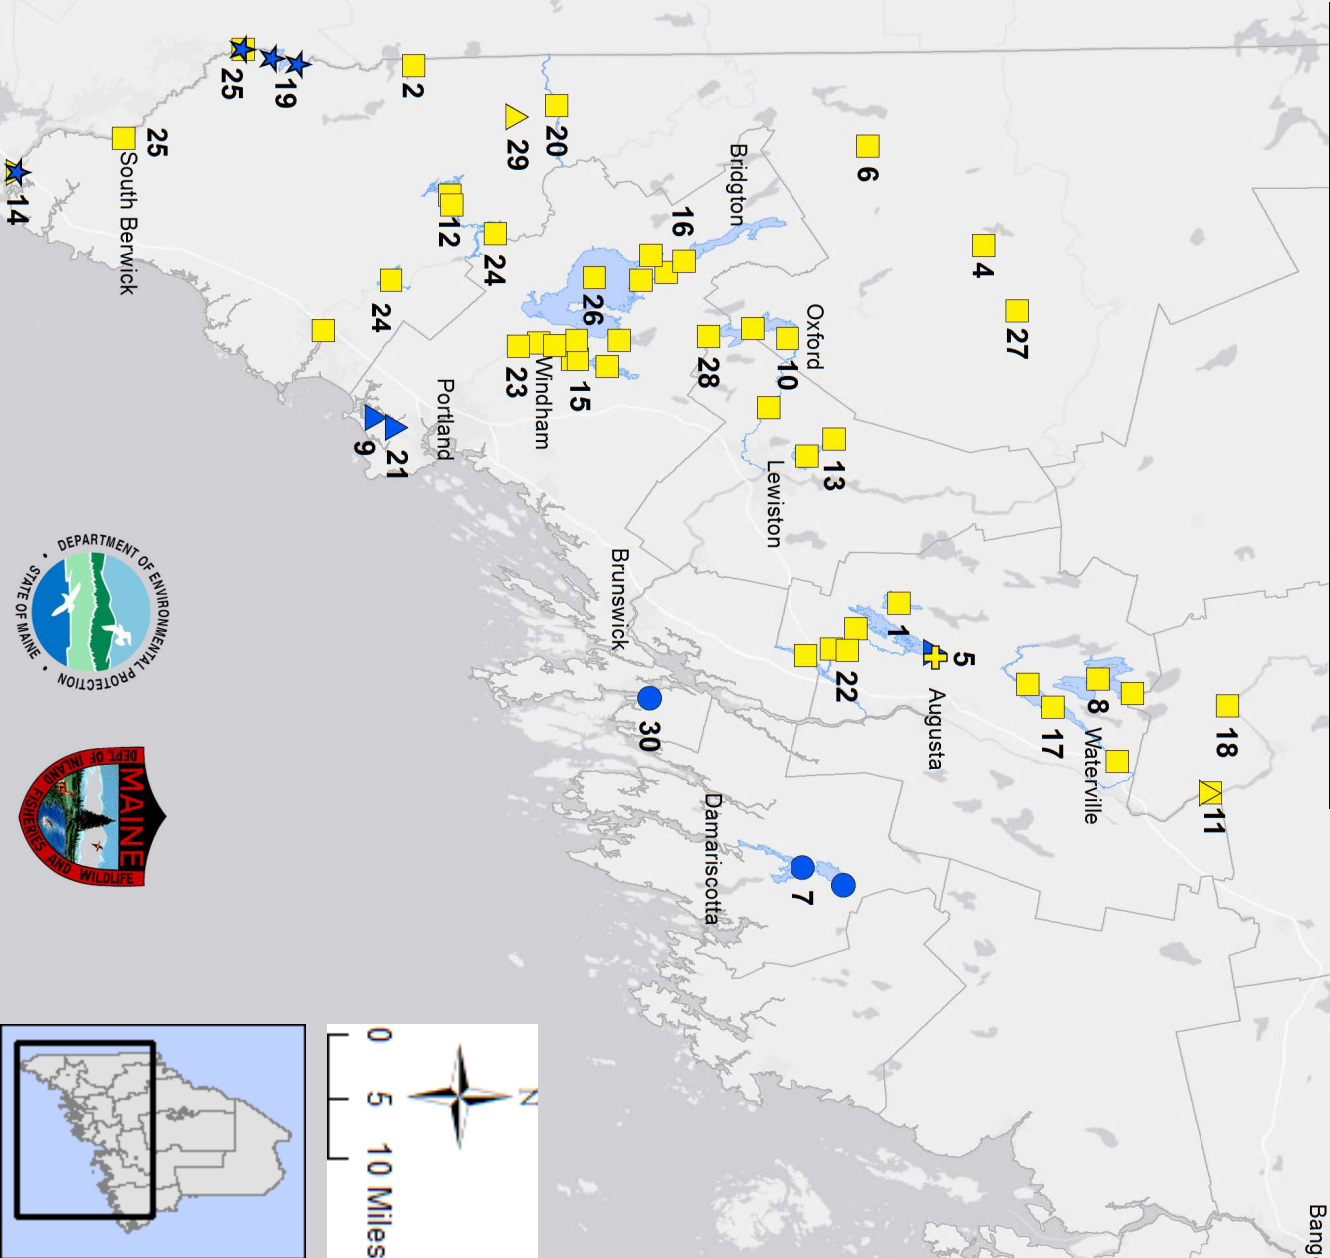 Bang
18
11
8
Waterville
17
27
4
5
Augusta
1
6
22
13
Oxford
7
10
Lewiston
Bridgton
Damariscotta
28
16
30
Brunswick
26
15
20
Windham
N
29
23
24
12
Portland
2
21
24
0 5 10 Miles
9
19
25
25
South Berwick
14
DEPARTMENT OF ENVIRONMENTAL PROTECTION
• STATE OF MAINE •
DEPT. OF INLAND FISHERIES AND WILDLIFE
MAINE